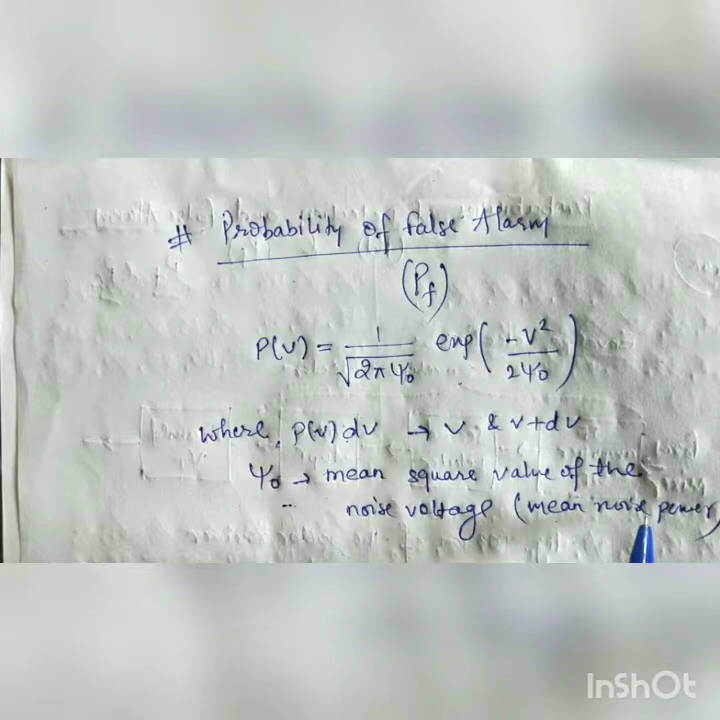 # Probability of false Alarm
(P_f)
P(v) = 1/√(2πψ₀) exp(-v²/2ψ₀)
where, P(v)dv → v & v+dv
ψ₀ → mean square value of the
noise voltage (mean noise power)
InShOt